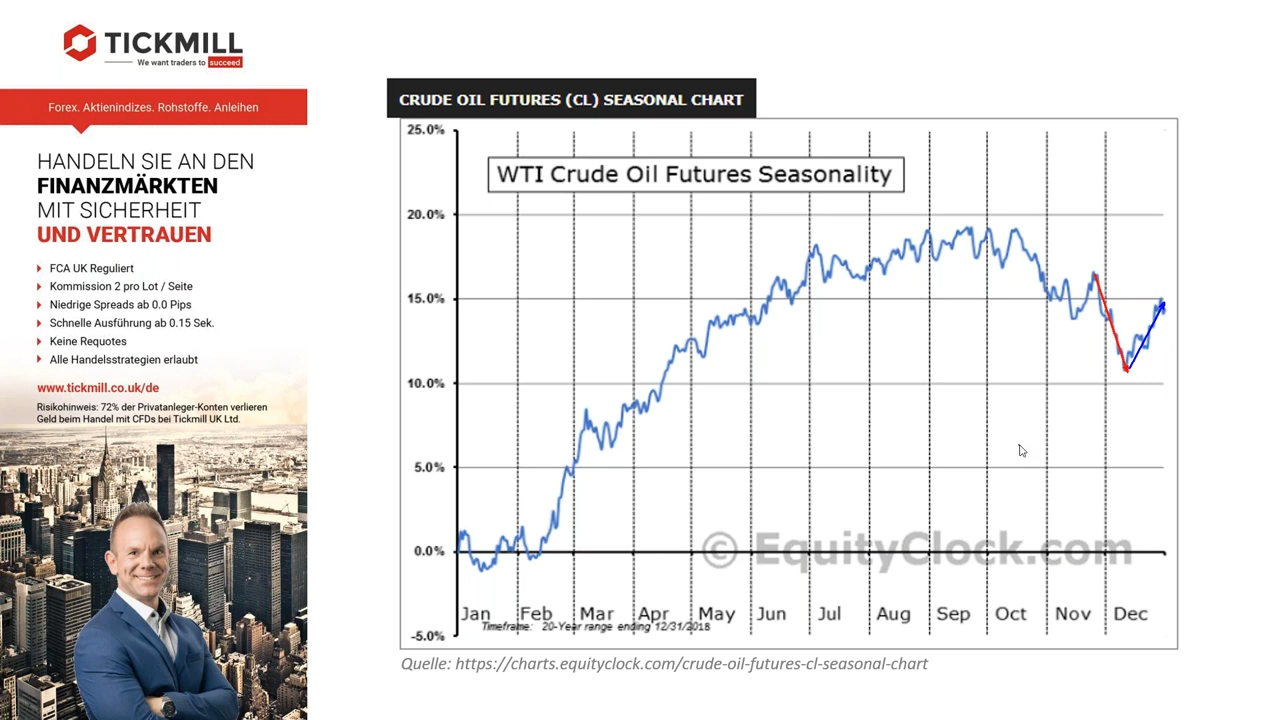 TICKMILL
We want traders to succeed
Forex. Aktienindizes. Rohstoffe. Anleihen
HANDELN SIE AN DEN
FINANZMÄRKTEN
MIT SICHERHEIT
UND VERTRAUEN
FCA UK Reguliert
Kommission 2 pro Lot / Seite
Niedrige Spreads ab 0.0 Pips
Schnelle Ausführung ab 0.15 Sek.
Keine Requotes
Alle Handelsstrategien erlaubt
www.tickmill.co.uk/de
Risikohinweis: 72% der Privatanleger-Konten verlieren
Geld beim Handel mit CFDs bei Tickmill UK Ltd.
CRUDE OIL FUTURES (CL) SEASONAL CHART
WTI Crude Oil Futures Seasonality
25.0%
20.0%
15.0%
10.0%
5.0%
0.0%
-5.0%
© EquityClock.com
Jan Feb Mar Apr May Jun Jul Aug Sep Oct Nov Dec
Timeframe: 20-Year range ending 12/31/2018
Quelle: https://charts.equityclock.com/crude-oil-futures-cl-seasonal-chart